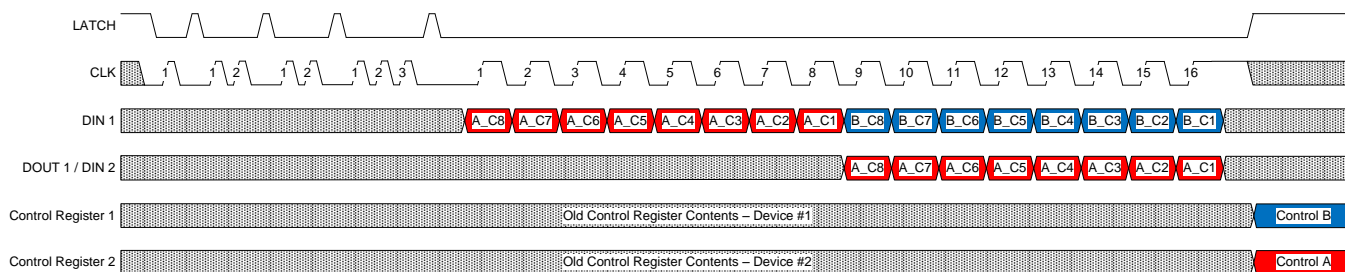 LATCH
CLK 1 1 2 1 2 1 2 3 1 2 3 4 5 6 7 8 9 10 11 12 13 14 15 16
DIN 1 A_C8 A_C7 A_C6 A_C5 A_C4 A_C3 A_C2 A_C1 B_C8 B_C7 B_C6 B_C5 B_C4 B_C3 B_C2 B_C1
DOUT 1 / DIN 2 A_C8 A_C7 A_C6 A_C5 A_C4 A_C3 A_C2 A_C1
Control Register 1 Old Control Register Contents – Device #1 Control B
Control Register 2 Old Control Register Contents – Device #2 Control A